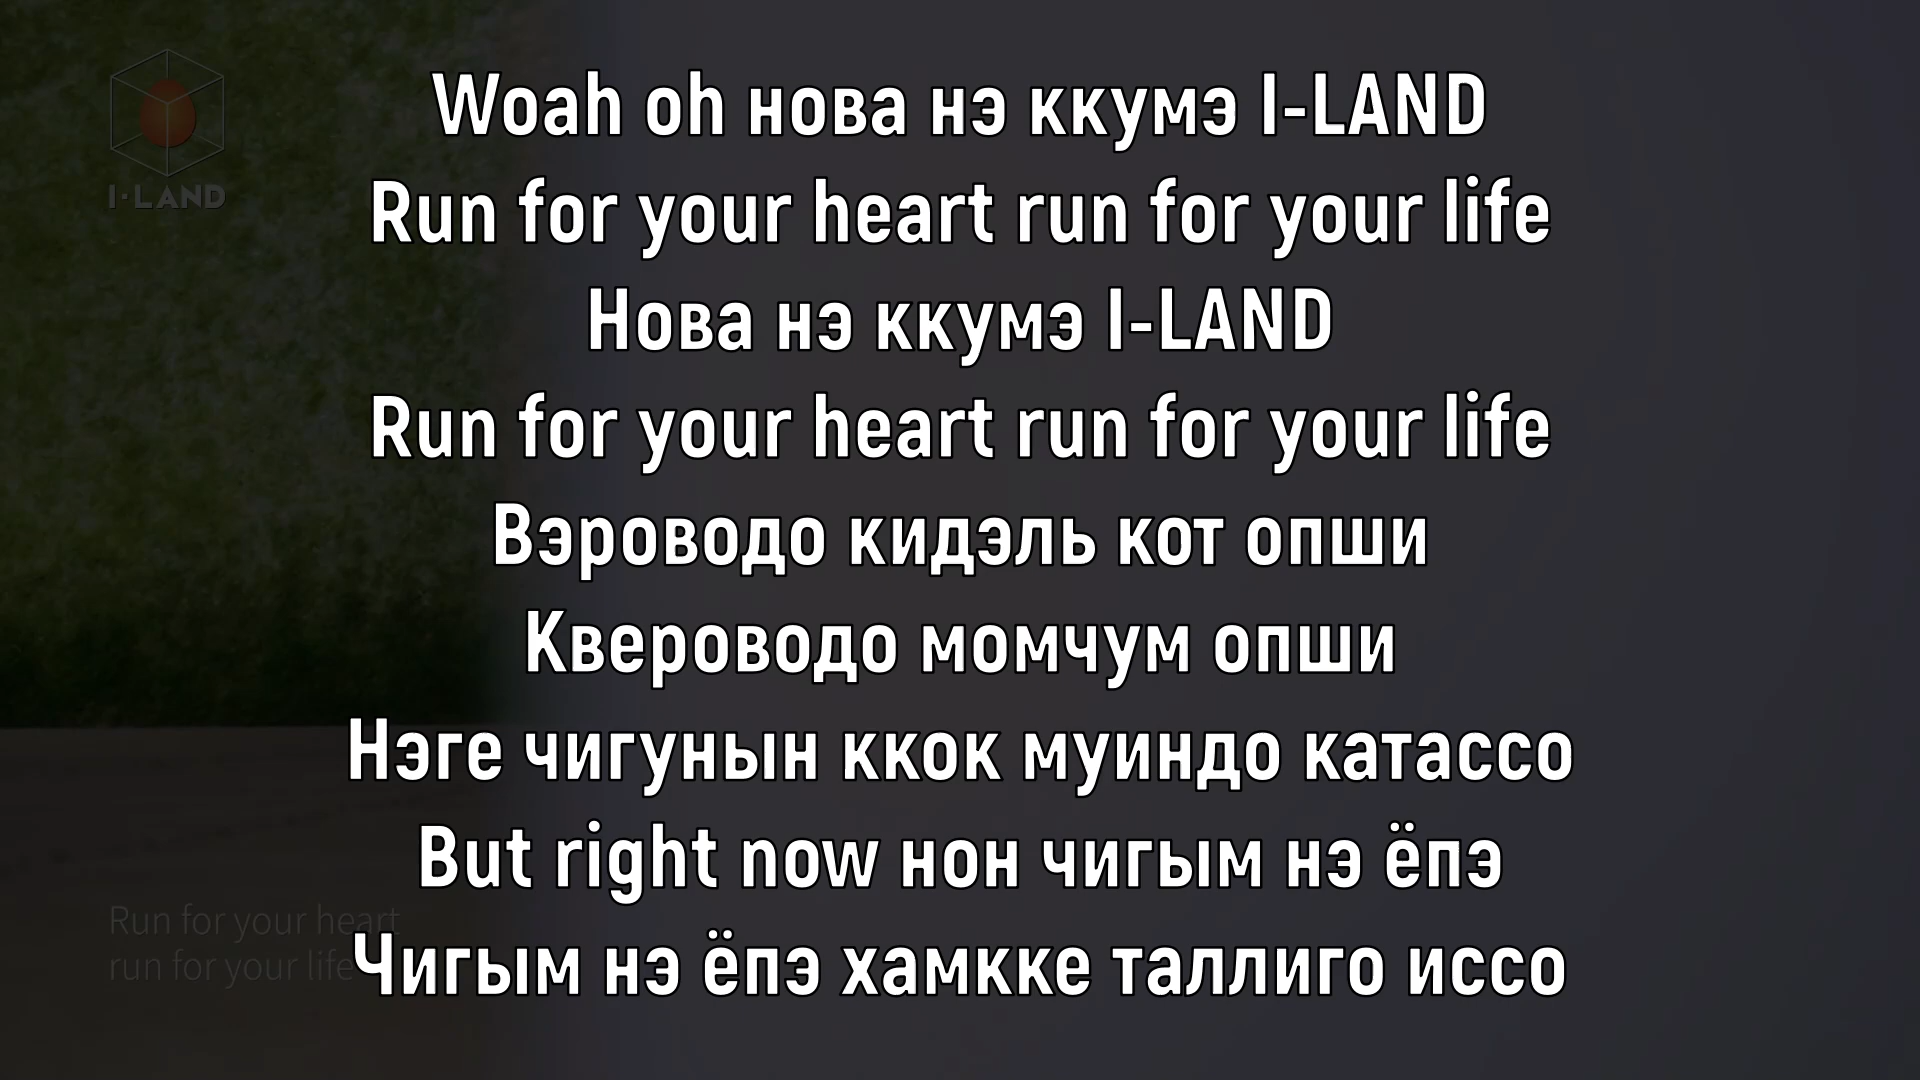 I·LAND
Woah oh нова нэ ккумэ I-LAND
Run for your heart run for your life
Нова нэ ккумэ I-LAND
Run for your heart run for your life
Вэроводо кидэль кот опши
Квероводо момчум опши
Нэге чигунын ккок муиндо катассо
But right now нон чигым нэ ёпэ
Чигым нэ ёпэ хамкке таллиго иссо
Run for your heart
run for your life